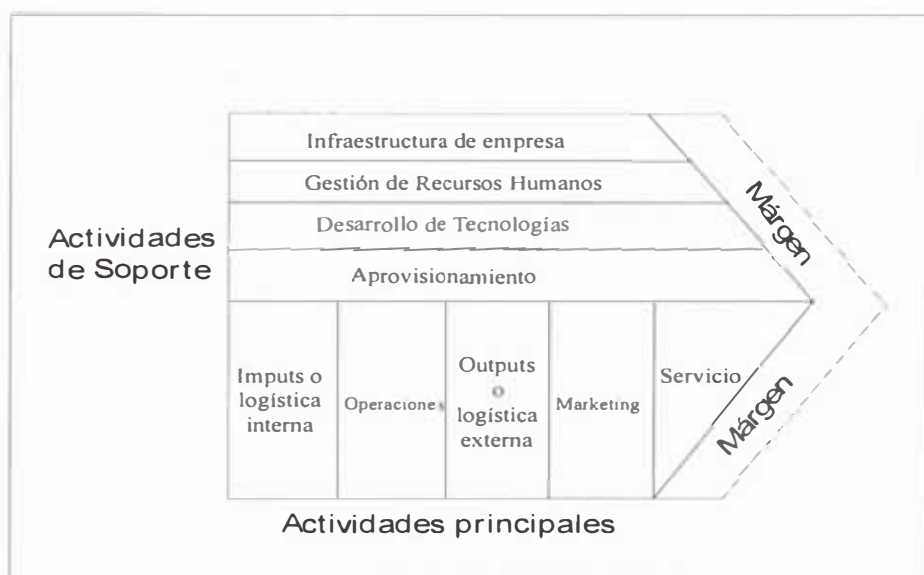 Infraestructura de empresa
Gestión de Recursos Humanos
Desarrollo de Tecnologías
Aprovisionamiento
Actividades
de Soporte
Márgen
Imputs o
logística
interna
Operaciones
Outputs
o
logística
externa
Marketing
Servicio
Márgen
Actividades principales